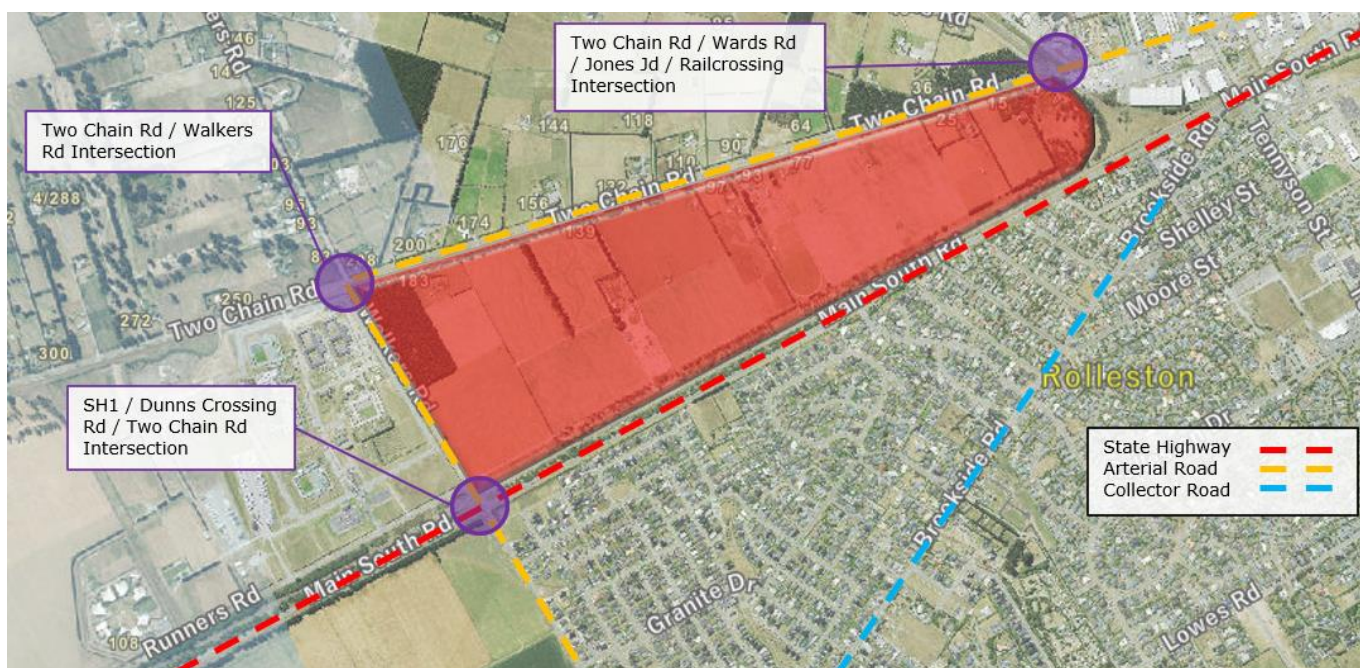 Two Chain Rd / Wards Rd
/ Jones Jd / Railcrossing
Intersection
Two Chain Rd / Walkers
Rd Intersection
SH1 / Dunns Crossing
Rd / Two Chain Rd
Intersection
State Highway
Arterial Road
Collector Road
146
125
4/288
95
93
176
144
118
90
64
36
Two Chain Rd
15
25
77
93
97
110
Two Chain Rd
156
174
139
200
183
Two Chain Rd
250
272
300
Walkers Rd
Main South Rd
Main South Rd
Brookside Rd
Tennyson St
Shelley St
Moore St
Rolleston
Brookside Rd
Main South Rd
Runners Rd
108
Granite Dr
Dr
Lowes Rd